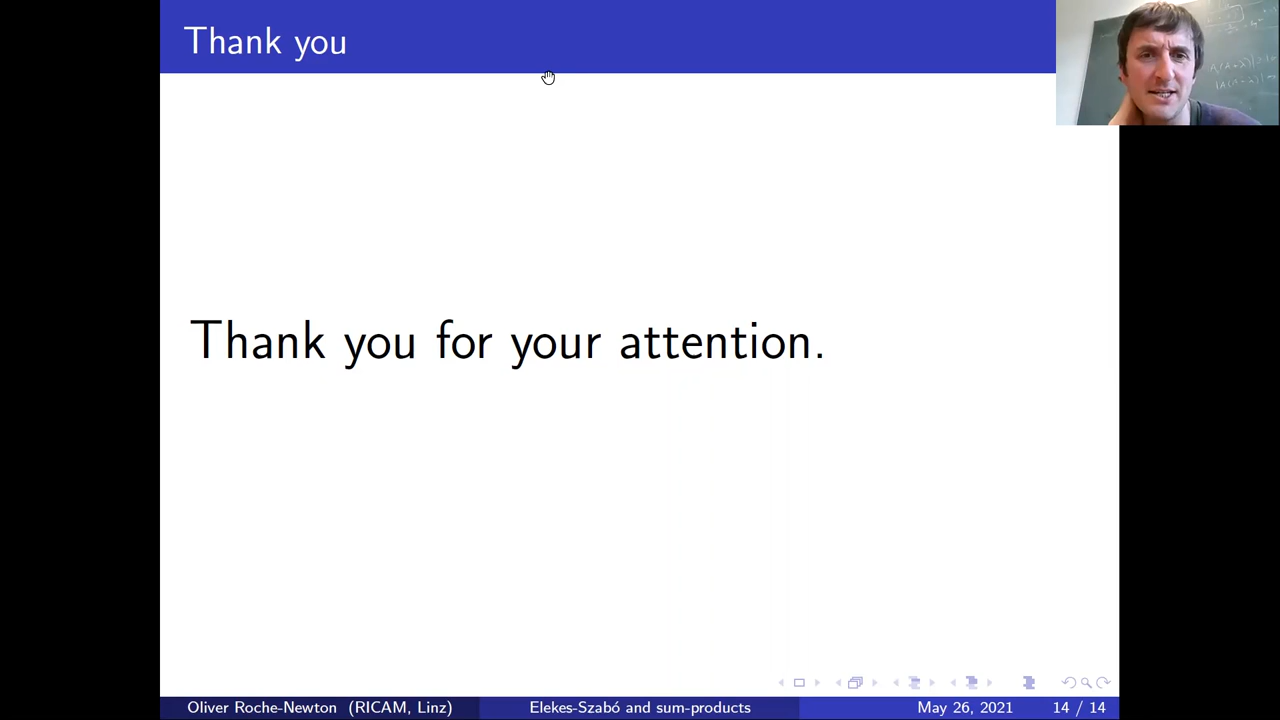 Thank you
Thank you for your attention.
Oliver Roche-Newton (RICAM, Linz) Elekes-Szabó and sum-products May 26, 2021 14 / 14